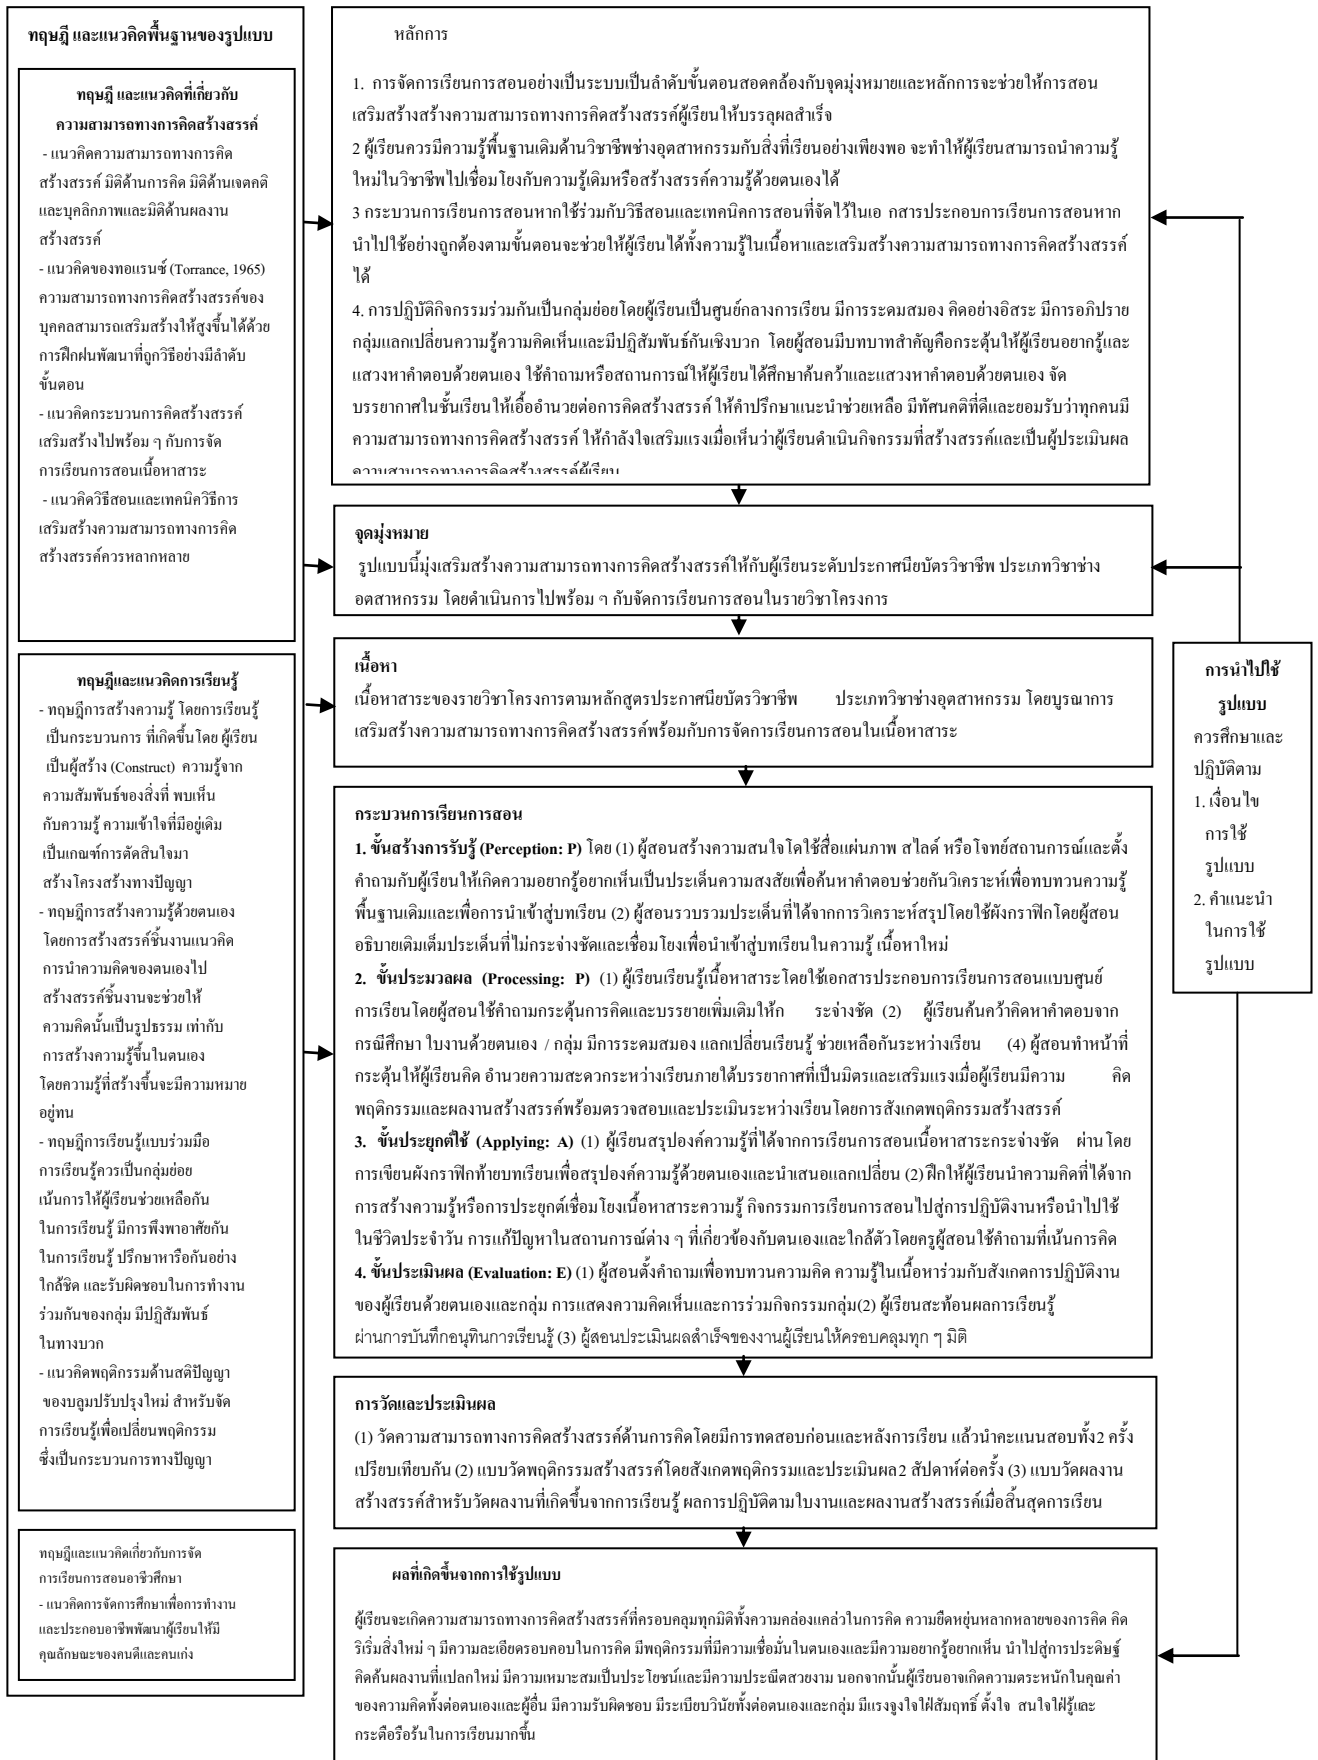 ทฤษฎี และแนวคิดพื้นฐานของรูปแบบ
ทฤษฎี และแนวคิดที่เกี่ยวกับ
ความสามารถทางการคิดสร้างสรรค์
- แนวคิดความสามารถทางการคิด
สร้างสรรค์ มิติด้านการคิด มิติด้านเจตคติ
และบุคลิกภาพและมิติด้านผลงาน
สร้างสรรค์
- แนวคิดของทอแรนซ์ (Torrance, 1965)
ความสามารถทางการคิดสร้างสรรค์ของ
บุคคลสามารถเสริมสร้างให้สูงขึ้นได้ด้วย
การฝึกฝนพัฒนาที่ถูกวิธีอย่างมีลำดับ
ขั้นตอน
- แนวคิดกระบวนการคิดสร้างสรรค์
เสริมสร้างไปพร้อม ๆ กับการจัด
การเรียนการสอนเนื้อหาสาระ
- แนวคิดวิธีสอนและเทคนิควิธีการ
เสริมสร้างความสามารถทางการคิด
สร้างสรรค์ควรหลากหลาย
ทฤษฎีและแนวคิดการเรียนรู้
- ทฤษฎีการสร้างความรู้ โดยการเรียนรู้
เป็นกระบวนการ ที่เกิดขึ้นโดย ผู้เรียน
เป็นผู้สร้าง (Construct) ความรู้จาก
ความสัมพันธ์ของสิ่งที่ พบเห็น
กับความรู้ ความเข้าใจที่มีอยู่เดิม
เป็นเกณฑ์การตัดสินใจมา
สร้างโครงสร้างทางปัญญา
- ทฤษฎีการสร้างความรู้ด้วยตนเอง
โดยการสร้างสรรค์ชิ้นงานแนวคิด
การนำความคิดของตนเองไป
สร้างสรรค์ชิ้นงานจะช่วยให้
ความคิดนั้นเป็นรูปธรรม เท่ากับ
การสร้างความรู้ขึ้นในตนเอง
โดยความรู้ที่สร้างขึ้นจะมีความหมาย
อยู่ทน
- ทฤษฎีการเรียนรู้แบบร่วมมือ
การเรียนรู้ควรเป็นกลุ่มย่อย
เน้นการให้ผู้เรียนช่วยเหลือกัน
ในการเรียนรู้ มีการพึ่งพาอาศัยกัน
ในการเรียนรู้ ปรึกษาหารือกันอย่าง
ใกล้ชิด และรับผิดชอบในการทำงาน
ร่วมกันของกลุ่ม มีปฏิสัมพันธ์
ในทางบวก
- แนวคิดพฤติกรรมด้านสติปัญญา
ของบลูมปรับปรุงใหม่ สำหรับจัด
การเรียนรู้เพื่อเปลี่ยนพฤติกรรม
ซึ่งเป็นกระบวนการทางปัญญา
ทฤษฎีและแนวคิดเกี่ยวกับการจัด
การเรียนการสอนอาชีวศึกษา
- แนวคิดการจัดการศึกษาเพื่อการทำงาน
และประกอบอาชีพพัฒนาผู้เรียนให้มี
คุณลักษณะของคนดีและคนเก่ง
หลักการ
1. การจัดการเรียนการสอนอย่างเป็นระบบเป็นลำดับขั้นตอนสอดคล้องกับจุดมุ่งหมายและหลักการจะช่วยให้การสอน
เสริมสร้างสร้างความสามารถทางการคิดสร้างสรรค์ผู้เรียนให้บรรลุผลสำเร็จ
2 ผู้เรียนควรมีความรู้พื้นฐานเดิมด้านวิชาชีพช่างอุตสาหกรรมกับสิ่งที่เรียนอย่างเพียงพอ จะทำให้ผู้เรียนสามารถนำความรู้
ใหม่ในวิชาชีพไปเชื่อมโยงกับความรู้เดิมหรือสร้างสรรค์ความรู้ด้วยตนเองได้
3 กระบวนการเรียนการสอนหากใช้ร่วมกับวิธีสอนและเทคนิคการสอนที่จัดไว้ในเอ กสารประกอบการเรียนการสอนหาก
นำไปใช้อย่างถูกต้องตามขั้นตอนจะช่วยให้ผู้เรียนได้ทั้งความรู้ในเนื้อหาและเสริมสร้างความสามารถทางการคิดสร้างสรรค์
ได้
4. การปฏิบัติกิจกรรมร่วมกันเป็นกลุ่มย่อยโดยผู้เรียนเป็นศูนย์กลางการเรียน มีการระดมสมอง คิดอย่างอิสระ มีการอภิปราย
กลุ่มแลกเปลี่ยนความรู้ความคิดเห็นและมีปฏิสัมพันธ์กันเชิงบวก โดยผู้สอนมีบทบาทสำคัญคือกระตุ้นให้ผู้เรียนอยากรู้และ
แสวงหาคำตอบด้วยตนเอง ใช้คำถามหรือสถานการณ์ให้ผู้เรียนได้ศึกษาค้นคว้าและแสวงหาคำตอบด้วยตนเอง จัด
บรรยากาศในชั้นเรียนให้เอื้ออำนวยต่อการคิดสร้างสรรค์ ให้คำปรึกษาแนะนำช่วยเหลือ มีทัศนคติที่ดีและยอมรับว่าทุกคนมี
ความสามารถทางการคิดสร้างสรรค์ ให้กำลังใจเสริมแรงเมื่อเห็นว่าผู้เรียนดำเนินกิจกรรมที่สร้างสรรค์และเป็นผู้ประเมินผล
ความสามารถทางการคิดสร้างสรรค์ผู้เรียน
จุดมุ่งหมาย
รูปแบบนี้มุ่งเสริมสร้างความสามารถทางการคิดสร้างสรรค์ให้กับผู้เรียนระดับประกาศนียบัตรวิชาชีพ ประเภทวิชาช่าง
อุตสาหกรรม โดยดำเนินการไปพร้อม ๆ กับจัดการเรียนการสอนในรายวิชาโครงการ
เนื้อหา
เนื้อหาสาระของรายวิชาโครงการตามหลักสูตรประกาศนียบัตรวิชาชีพ ประเภทวิชาช่างอุตสาหกรรม โดยบูรณาการ
เสริมสร้างความสามารถทางการคิดสร้างสรรค์พร้อมกับการจัดการเรียนการสอนในเนื้อหาสาระ
กระบวนการเรียนการสอน
1. ขั้นสร้างการรับรู้ (Perception: P) โดย (1) ผู้สอนสร้างความสนใจโดใช้สื่อแผ่นภาพ สไลด์ หรือโจทย์สถานการณ์และตั้ง
คำถามกับผู้เรียนให้เกิดความอยากรู้อยากเห็นเป็นประเด็นความสงสัยเพื่อค้นหาคำตอบช่วยกันวิเคราะห์เพื่อทบทวนความรู้
พื้นฐานเดิมและเพื่อการนำเข้าสู่บทเรียน (2) ผู้สอนรวบรวมประเด็นที่ได้จากการวิเคราะห์สรุปโดยใช้ผังกราฟิกโดยผู้สอน
อธิบายเติมเต็มประเด็นที่ไม่กระจ่างชัดและเชื่อมโยงเพื่อนำเข้าสู่บทเรียนในความรู้ เนื้อหาใหม่
2. ขั้นประมวลผล (Processing: P) (1) ผู้เรียนเรียนรู้เนื้อหาสาระโดยใช้เอกสารประกอบการเรียนการสอนแบบศูนย์
การเรียนโดยผู้สอนใช้คำถามกระตุ้นการคิดและบรรยายเพิ่มเติมให้ก ระจ่างชัด (2) ผู้เรียนค้นคว้าคิดหาคำตอบจาก
กรณีศึกษา ใบงานด้วยตนเอง / กลุ่ม มีการระดมสมอง แลกเปลี่ยนเรียนรู้ ช่วยเหลือกันระหว่างเรียน (4) ผู้สอนทำหน้าที่
กระตุ้นให้ผู้เรียนคิด อำนวยความสะดวกระหว่างเรียนภายใต้บรรยากาศที่เป็นมิตรและเสริมแรงเมื่อผู้เรียนมีความ คิด
พฤติกรรมและผลงานสร้างสรรค์พร้อมตรวจสอบและประเมินระหว่างเรียนโดยการสังเกตพฤติกรรมสร้างสรรค์
3. ขั้นประยุกต์ใช้ (Applying: A) (1) ผู้เรียนสรุปองค์ความรู้ที่ได้จากการเรียนการสอนเนื้อหาสาระกระจ่างชัด ผ่านโดย
การเขียนผังกราฟิกท้ายบทเรียนเพื่อสรุปองค์ความรู้ด้วยตนเองและนำเสนอแลกเปลี่ยน (2) ฝึกให้ผู้เรียนนำความคิดที่ได้จาก
การสร้างความรู้หรือการประยุกต์เชื่อมโยงเนื้อหาสาระความรู้ กิจกรรมการเรียนการสอนไปสู่การปฏิบัติงานหรือนำไปใช้
ในชีวิตประจำวัน การแก้ปัญหาในสถานการณ์ต่าง ๆ ที่เกี่ยวข้องกับตนเองและใกล้ตัวโดยครูผู้สอนใช้คำถามที่เน้นการคิด
4. ขั้นประเมินผล (Evaluation: E) (1) ผู้สอนตั้งคำถามเพื่อทบทวนความคิด ความรู้ในเนื้อหาร่วมกับสังเกตการปฏิบัติงาน
ของผู้เรียนด้วยตนเองและกลุ่ม การแสดงความคิดเห็นและการร่วมกิจกรรมกลุ่ม(2) ผู้เรียนสะท้อนผลการเรียนรู้
ผ่านการบันทึกอนุทินการเรียนรู้ (3) ผู้สอนประเมินผลสำเร็จของงานผู้เรียนให้ครอบคลุมทุก ๆ มิติ
การวัดและประเมินผล
(1) วัดความสามารถทางการคิดสร้างสรรค์ด้านการคิดโดยมีการทดสอบก่อนและหลังการเรียน แล้วนำคะแนนสอบทั้ง2 ครั้ง
เปรียบเทียบกัน (2) แบบวัดพฤติกรรมสร้างสรรค์โดยสังเกตพฤติกรรมและประเมินผล2 สัปดาห์ต่อครั้ง (3) แบบวัดผลงาน
สร้างสรรค์สำหรับวัดผลงานที่เกิดขึ้นจากการเรียนรู้ ผลการปฏิบัติตามใบงานและผลงานสร้างสรรค์เมื่อสิ้นสุดการเรียน
ผลที่เกิดขึ้นจากการใช้รูปแบบ
ผู้เรียนจะเกิดความสามารถทางการคิดสร้างสรรค์ที่ครอบคลุมทุกมิติทั้งความคล่องแคล่วในการคิด ความยืดหยุ่นหลากหลายของการคิด คิด
ริเริ่มสิ่งใหม่ ๆ มีความละเอียดรอบคอบในการคิด มีพฤติกรรมที่มีความเชื่อมั่นในตนเองและมีความอยากรู้อยากเห็น นำไปสู่การประดิษฐ์
คิดค้นผลงานที่แปลกใหม่ มีความเหมาะสมเป็นประโยชน์และมีความประณีตสวยงาม นอกจากนั้นผู้เรียนอาจเกิดความตระหนักในคุณค่า
ของความคิดทั้งต่อตนเองและผู้อื่น มีความรับผิดชอบ มีระเบียบวินัยทั้งต่อตนเองและกลุ่ม มีแรงจูงใจใฝ่สัมฤทธิ์ ตั้งใจ สนใจใฝ่รู้และ
กระตือรือร้นในการเรียนมากขึ้น
การนำไปใช้
รูปแบบ
ควรศึกษาและ
ปฏิบัติตาม
1. เงื่อนไข
การใช้
รูปแบบ
2. คำแนะนำ
ในการใช้
รูปแบบ